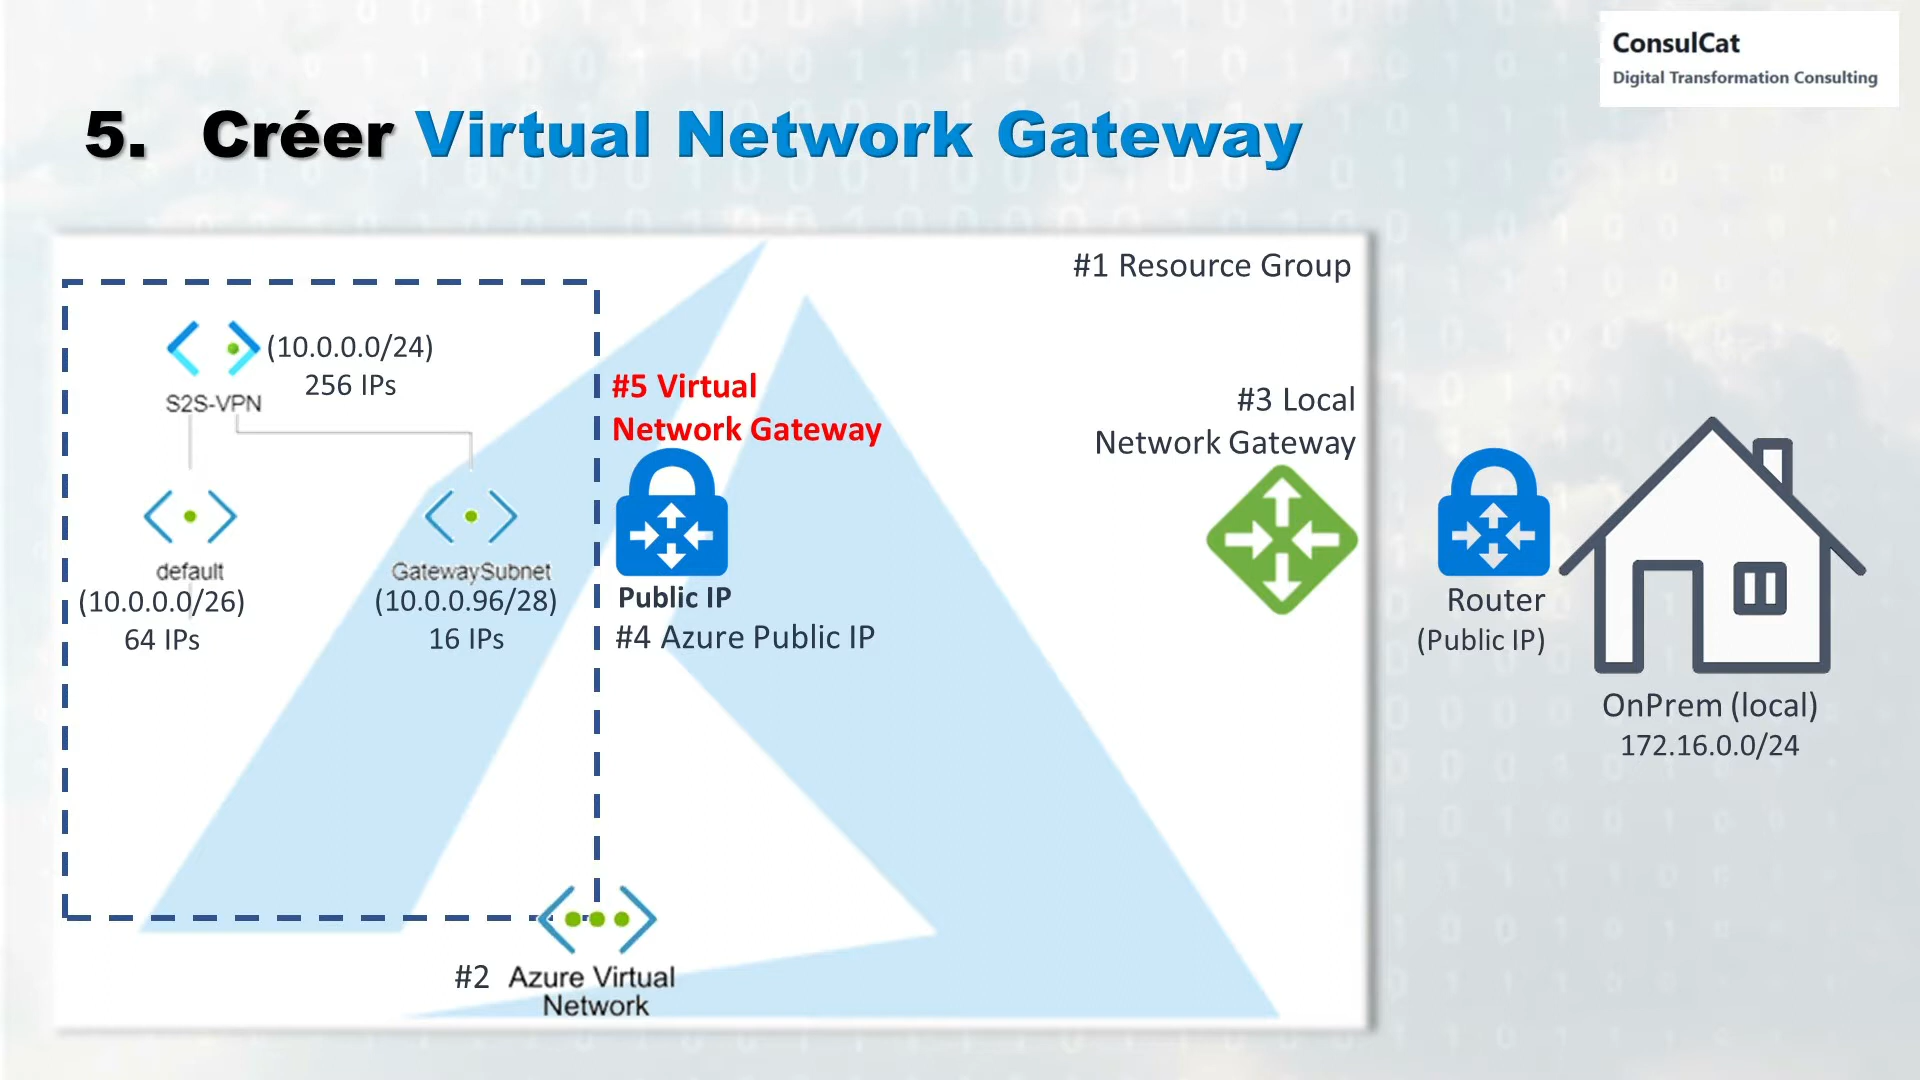 ConsulCat
Digital Transformation Consulting
5. Créer Virtual Network Gateway
#1 Resource Group
(10.0.0.0/24)
256 IPs
S2S-VPN
#5 Virtual
Network Gateway
#3 Local
Network Gateway
default
(10.0.0.0/26)
64 IPs
GatewaySubnet
(10.0.0.96/28)
16 IPs
Public IP
#4 Azure Public IP
Router
(Public IP)
OnPrem (local)
172.16.0.0/24
#2 Azure Virtual
Network